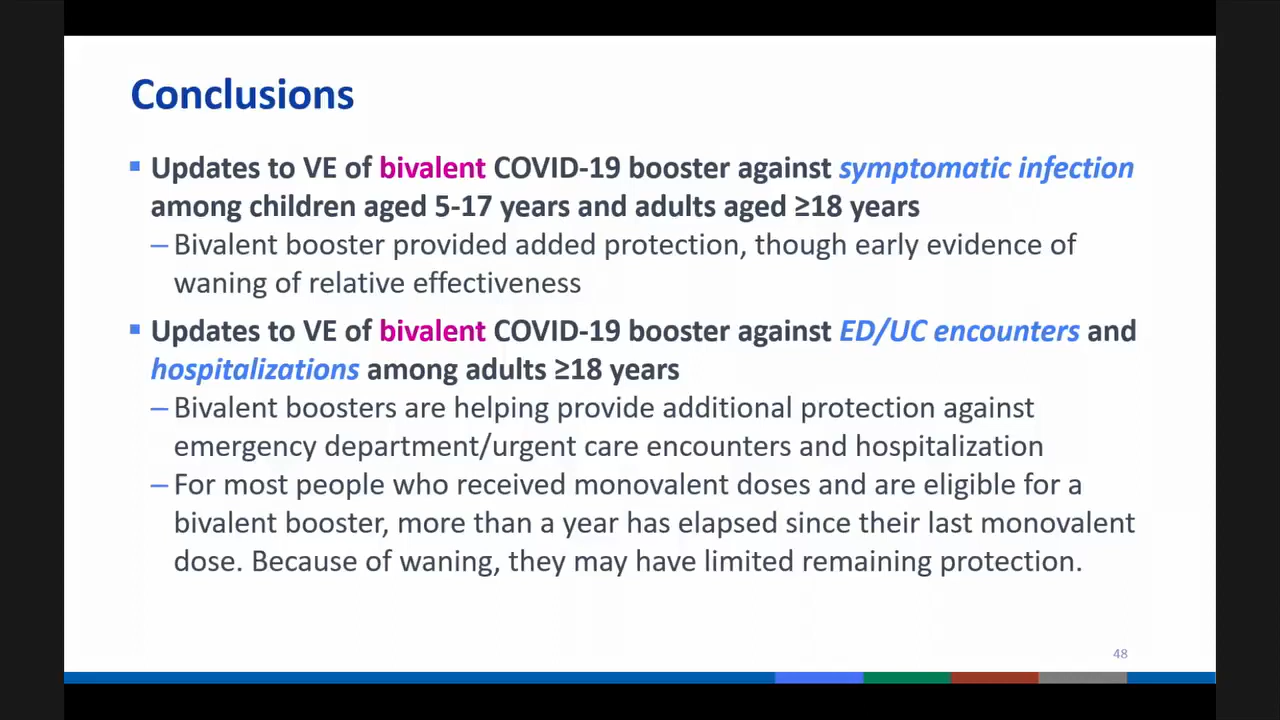 Conclusions
▪ Updates to VE of bivalent COVID-19 booster against symptomatic infection
among children aged 5-17 years and adults aged ≥18 years
– Bivalent booster provided added protection, though early evidence of
waning of relative effectiveness
▪ Updates to VE of bivalent COVID-19 booster against ED/UC encounters and
hospitalizations among adults ≥18 years
– Bivalent boosters are helping provide additional protection against
emergency department/urgent care encounters and hospitalization
– For most people who received monovalent doses and are eligible for a
bivalent booster, more than a year has elapsed since their last monovalent
dose. Because of waning, they may have limited remaining protection.
48